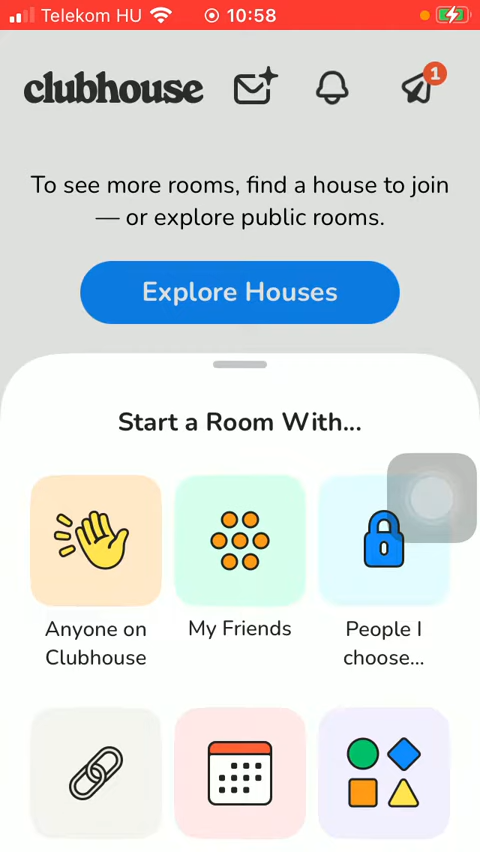 Telekom HU 10:58
clubhouse
1
To see more rooms, find a house to join
— or explore public rooms.
Explore Houses
Start a Room With...
Anyone on
Clubhouse
My Friends
People I
choose...